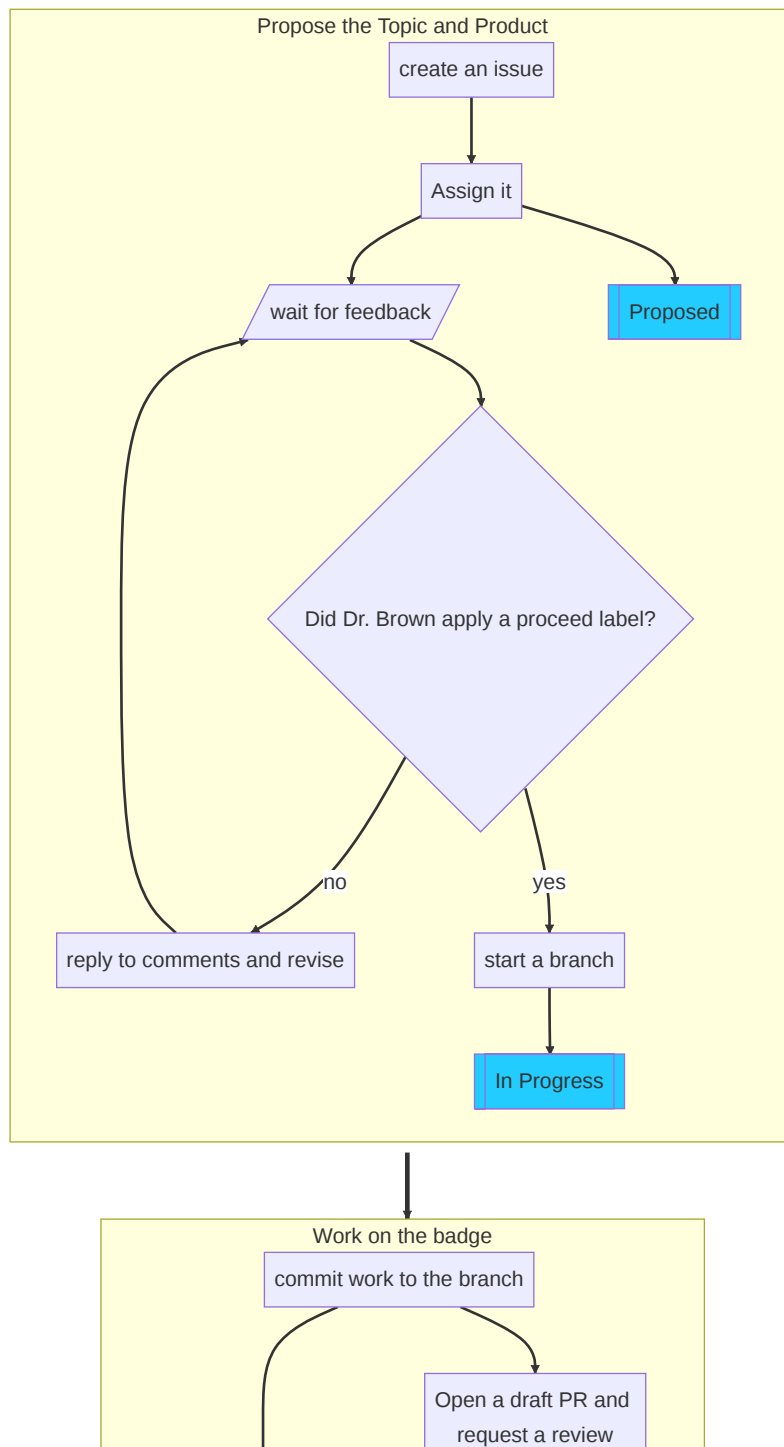 Propose the Topic and Product
create an issue
Assign it
wait for feedback
Proposed
Did Dr. Brown apply a proceed label?
no
yes
reply to comments and revise
start a branch
In Progress
Work on the badge
commit work to the branch
Open a draft PR and
request a review